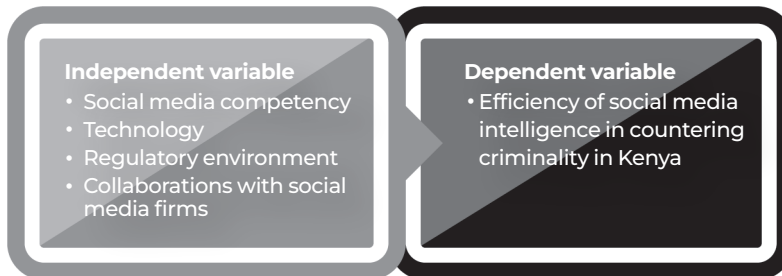 Independent variable
• Social media competency
• Technology
• Regulatory environment
• Collaborations with social
media firms
Dependent variable
• Efficiency of social media
intelligence in countering
criminality in Kenya